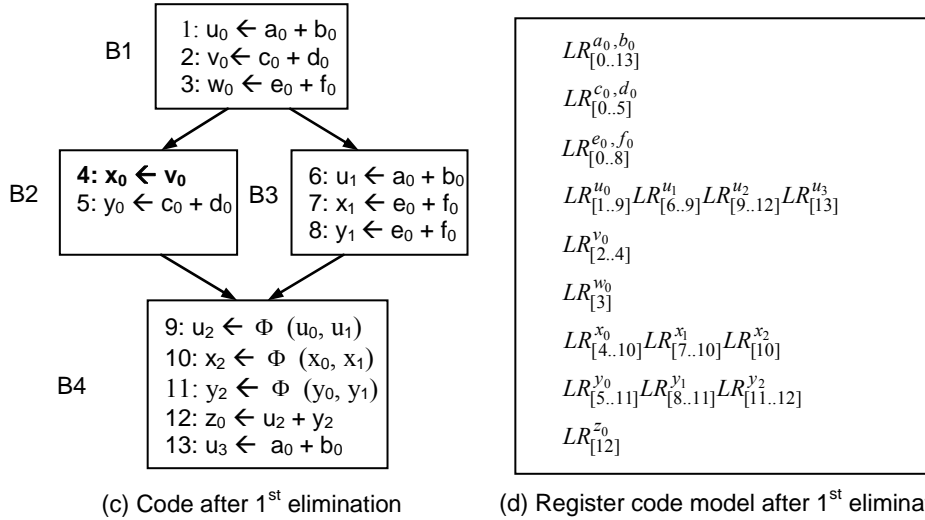 B1
1: u₀ ← a₀ + b₀
2: v₀ ← c₀ + d₀
3: w₀ ← e₀ + f₀
B2
4: x₀ ← v₀
5: y₀ ← c₀ + d₀
B3
6: u₁ ← a₀ + b₀
7: x₁ ← e₀ + f₀
8: y₁ ← e₀ + f₀
B4
9: u₂ ← Φ (u₀, u₁)
10: x₂ ← Φ (x₀, x₁)
11: y₂ ← Φ (y₀, y₁)
12: z₀ ← u₂ + y₂
13: u₃ ← a₀ + b₀
(c) Code after 1st elimination
LR^{a₀,b₀}_{[0..13]}
LR^{c₀,d₀}_{[0..5]}
LR^{e₀,f₀}_{[0..8]}
LR^{u₀}_{[1..9]} LR^{u₁}_{[6..9]} LR^{u₂}_{[9..12]} LR^{u₃}_{[13]}
LR^{v₀}_{[2..4]}
LR^{w₀}_{[3]}
LR^{x₀}_{[4..10]} LR^{x₁}_{[7..10]} LR^{x₂}_{[10]}
LR^{y₀}_{[5..11]} LR^{y₁}_{[8..11]} LR^{y₂}_{[11..12]}
LR^{z₀}_{[12]}
(d) Register code model after 1st elimina